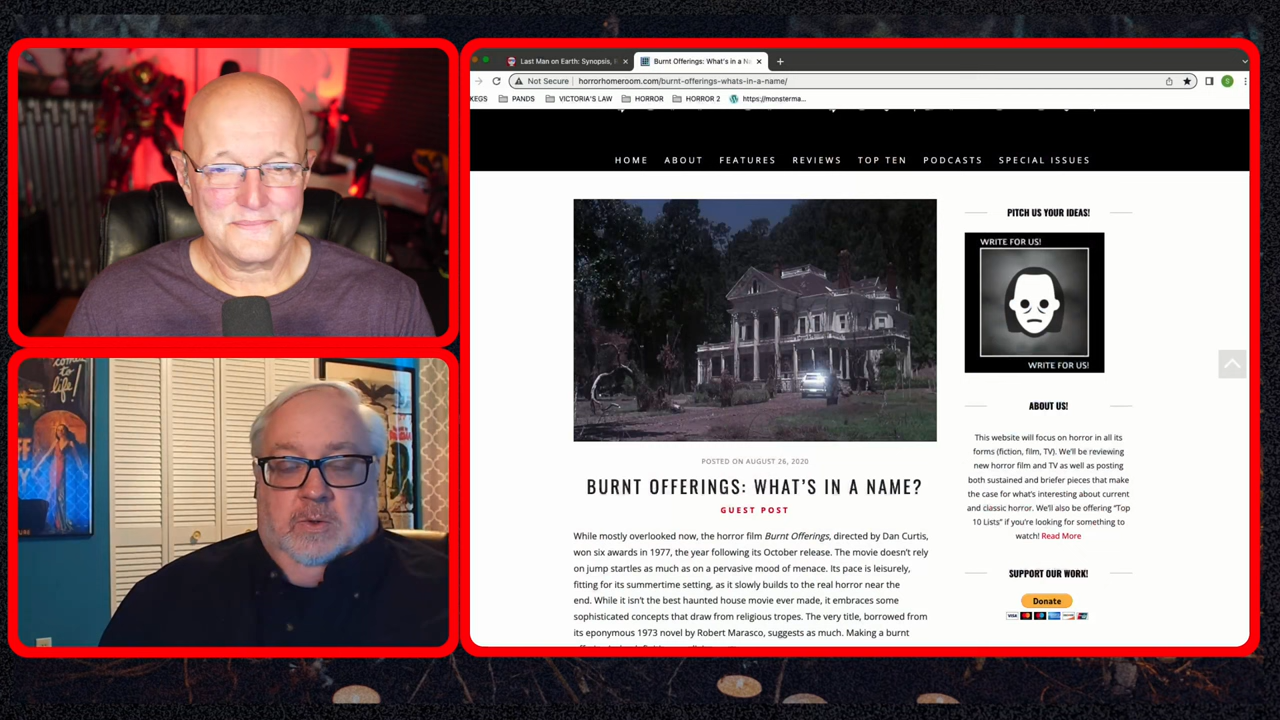 come
to
life!
Last Man on Earth: Synopsis,
Burnt Offerings: What's in a Na
Not Secure
horrorhomeroom.com/burnt-offerings-whats-in-a-name/
S
KEGS
PANDS
VICTORIA'S LAW
HORROR
HORROR 2
https://monsterma...
HOME ABOUT FEATURES REVIEWS TOP TEN PODCASTS SPECIAL ISSUES
POSTED ON AUGUST 26, 2020
BURNT OFFERINGS: WHAT'S IN A NAME?
GUEST POST
While mostly overlooked now, the horror film Burnt Offerings, directed by Dan Curtis,
won six awards in 1977, the year following its October release. The movie doesn't rely
on jump startles as much as on a pervasive mood of menace. Its pace is leisurely,
fitting for its summertime setting, as it slowly builds to the real horror near the
end. While it isn't the best haunted house movie ever made, it embraces some
sophisticated concepts that draw from religious tropes. The very title, borrowed from
its eponymous 1973 novel by Robert Marasco, suggests as much. Making a burnt
PITCH US YOUR IDEAS!
WRITE FOR US!
WRITE FOR US!
ABOUT US!
This website will focus on horror in all its
forms (fiction, film, TV). We'll be reviewing
new horror film and TV as well as posting
both sustained and briefer pieces that make
the case for what's interesting about current
and classic horror. We'll also be offering "Top
10 Lists" if you're looking for something to
watch! Read More
SUPPORT OUR WORK!
Donate
VISA